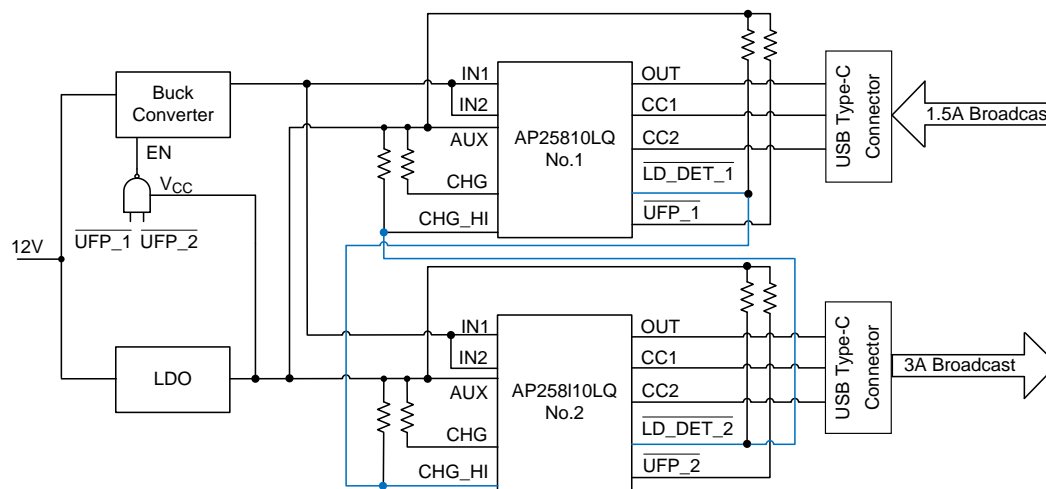 Buck
Converter
EN
VCC
UFP_1 UFP_2
12V
LDO
IN1
IN2
AUX
CHG
CHG_HI
AP25810LQ
No.1
OUT
CC1
CC2
LD_DET_1
UFP_1
USB Type-C
Connector
1.5A Broadcast
IN1
IN2
AUX
CHG
CHG_HI
AP258I10LQ
No.2
OUT
CC1
CC2
LD_DET_2
UFP_2
USB Type-C
Connector
3A Broadcast